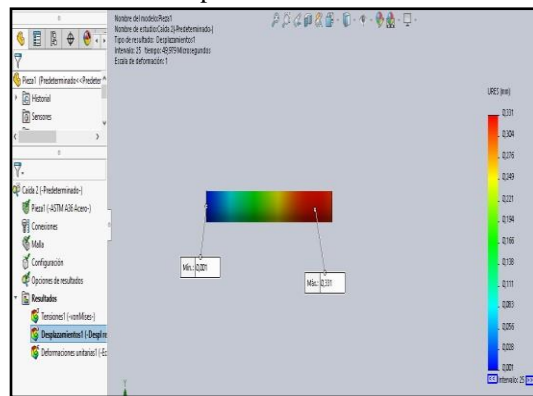 Nombre del modelo:Pieza1
Nombre de estudio:Caída 2(-Predeterminado-)
Tipo de resultado: Desplazamientos1
Intervalo: 25 tiempo: 49,979 Microsegundos
Escala de deformación: 1
Pieza1 (Predeterminado<<Predeter
Historial
Sensores
Caída 2 (-Predeterminado-)
Pieza1 (-ASTM A36 Acero-)
Conexiones
Malla
Configuración
Opciones de resultados
Resultados
Tensiones1 (-vonMises-)
Desplazamientos1 (-Despl re
Deformaciones unitarias1 (-Ec
Mín.: 0,001
Máx.: 0,331
URES (mm)
0,331
0,304
0,276
0,249
0,221
0,194
0,166
0,138
0,111
0,083
0,056
0,028
0,001
Intervalo: 25